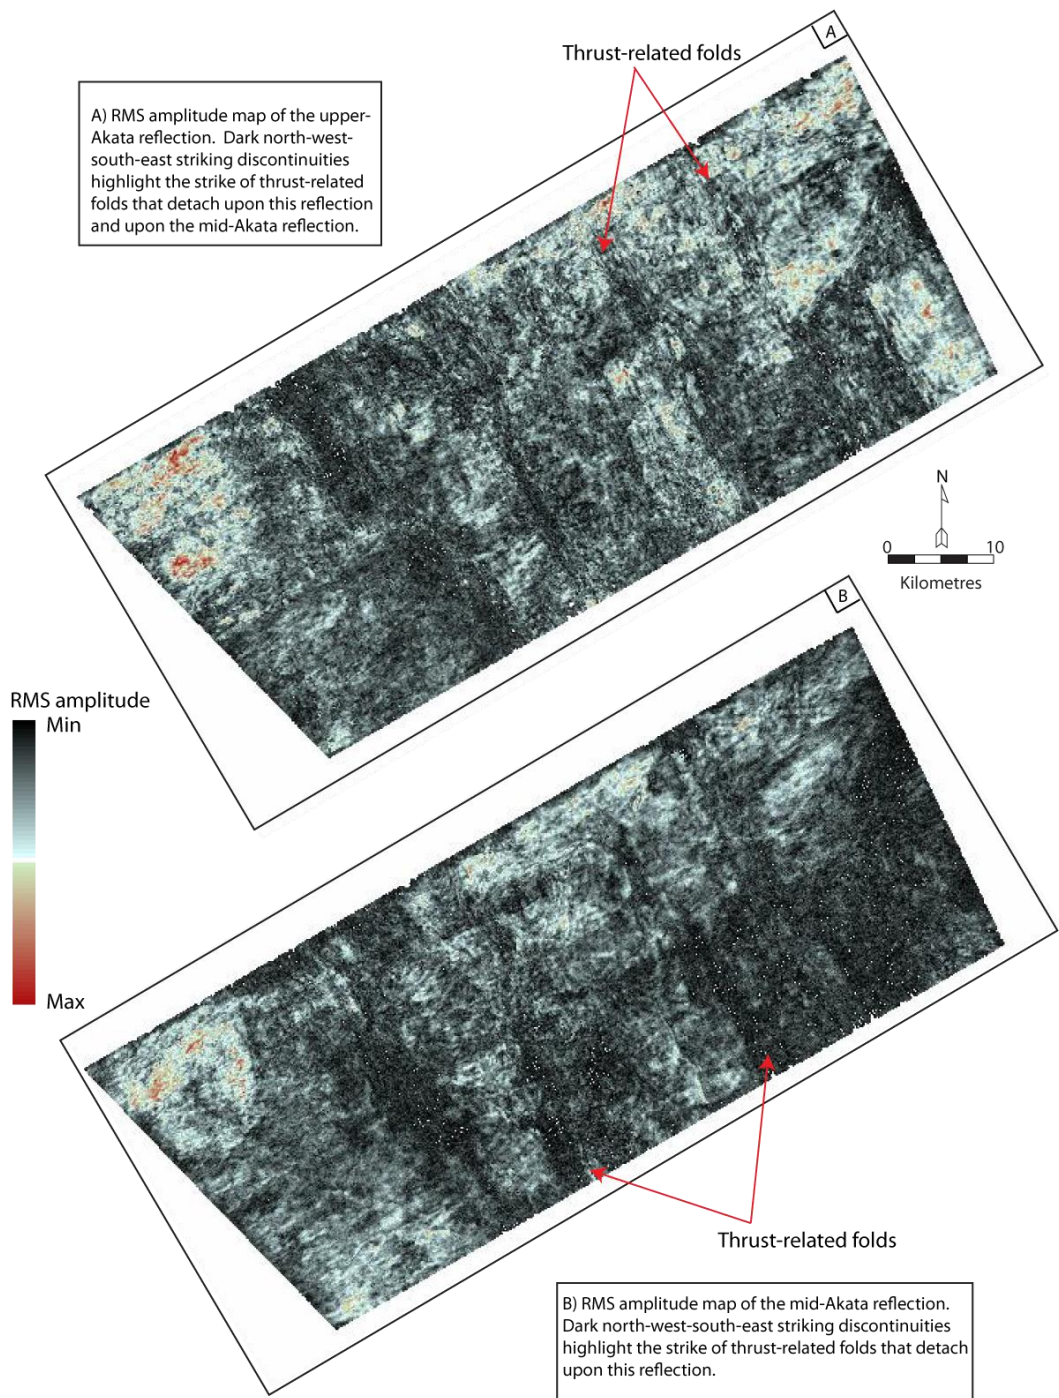 A
Thrust-related folds
A) RMS amplitude map of the upper-
Akata reflection. Dark north-west-
south-east striking discontinuities
highlight the strike of thrust-related
folds that detach upon this reflection
and upon the mid-Akata reflection.
N
0 10
Kilometres
B
RMS amplitude
Min
Max
Thrust-related folds
B) RMS amplitude map of the mid-Akata reflection.
Dark north-west-south-east striking discontinuities
highlight the strike of thrust-related folds that detach
upon this reflection.